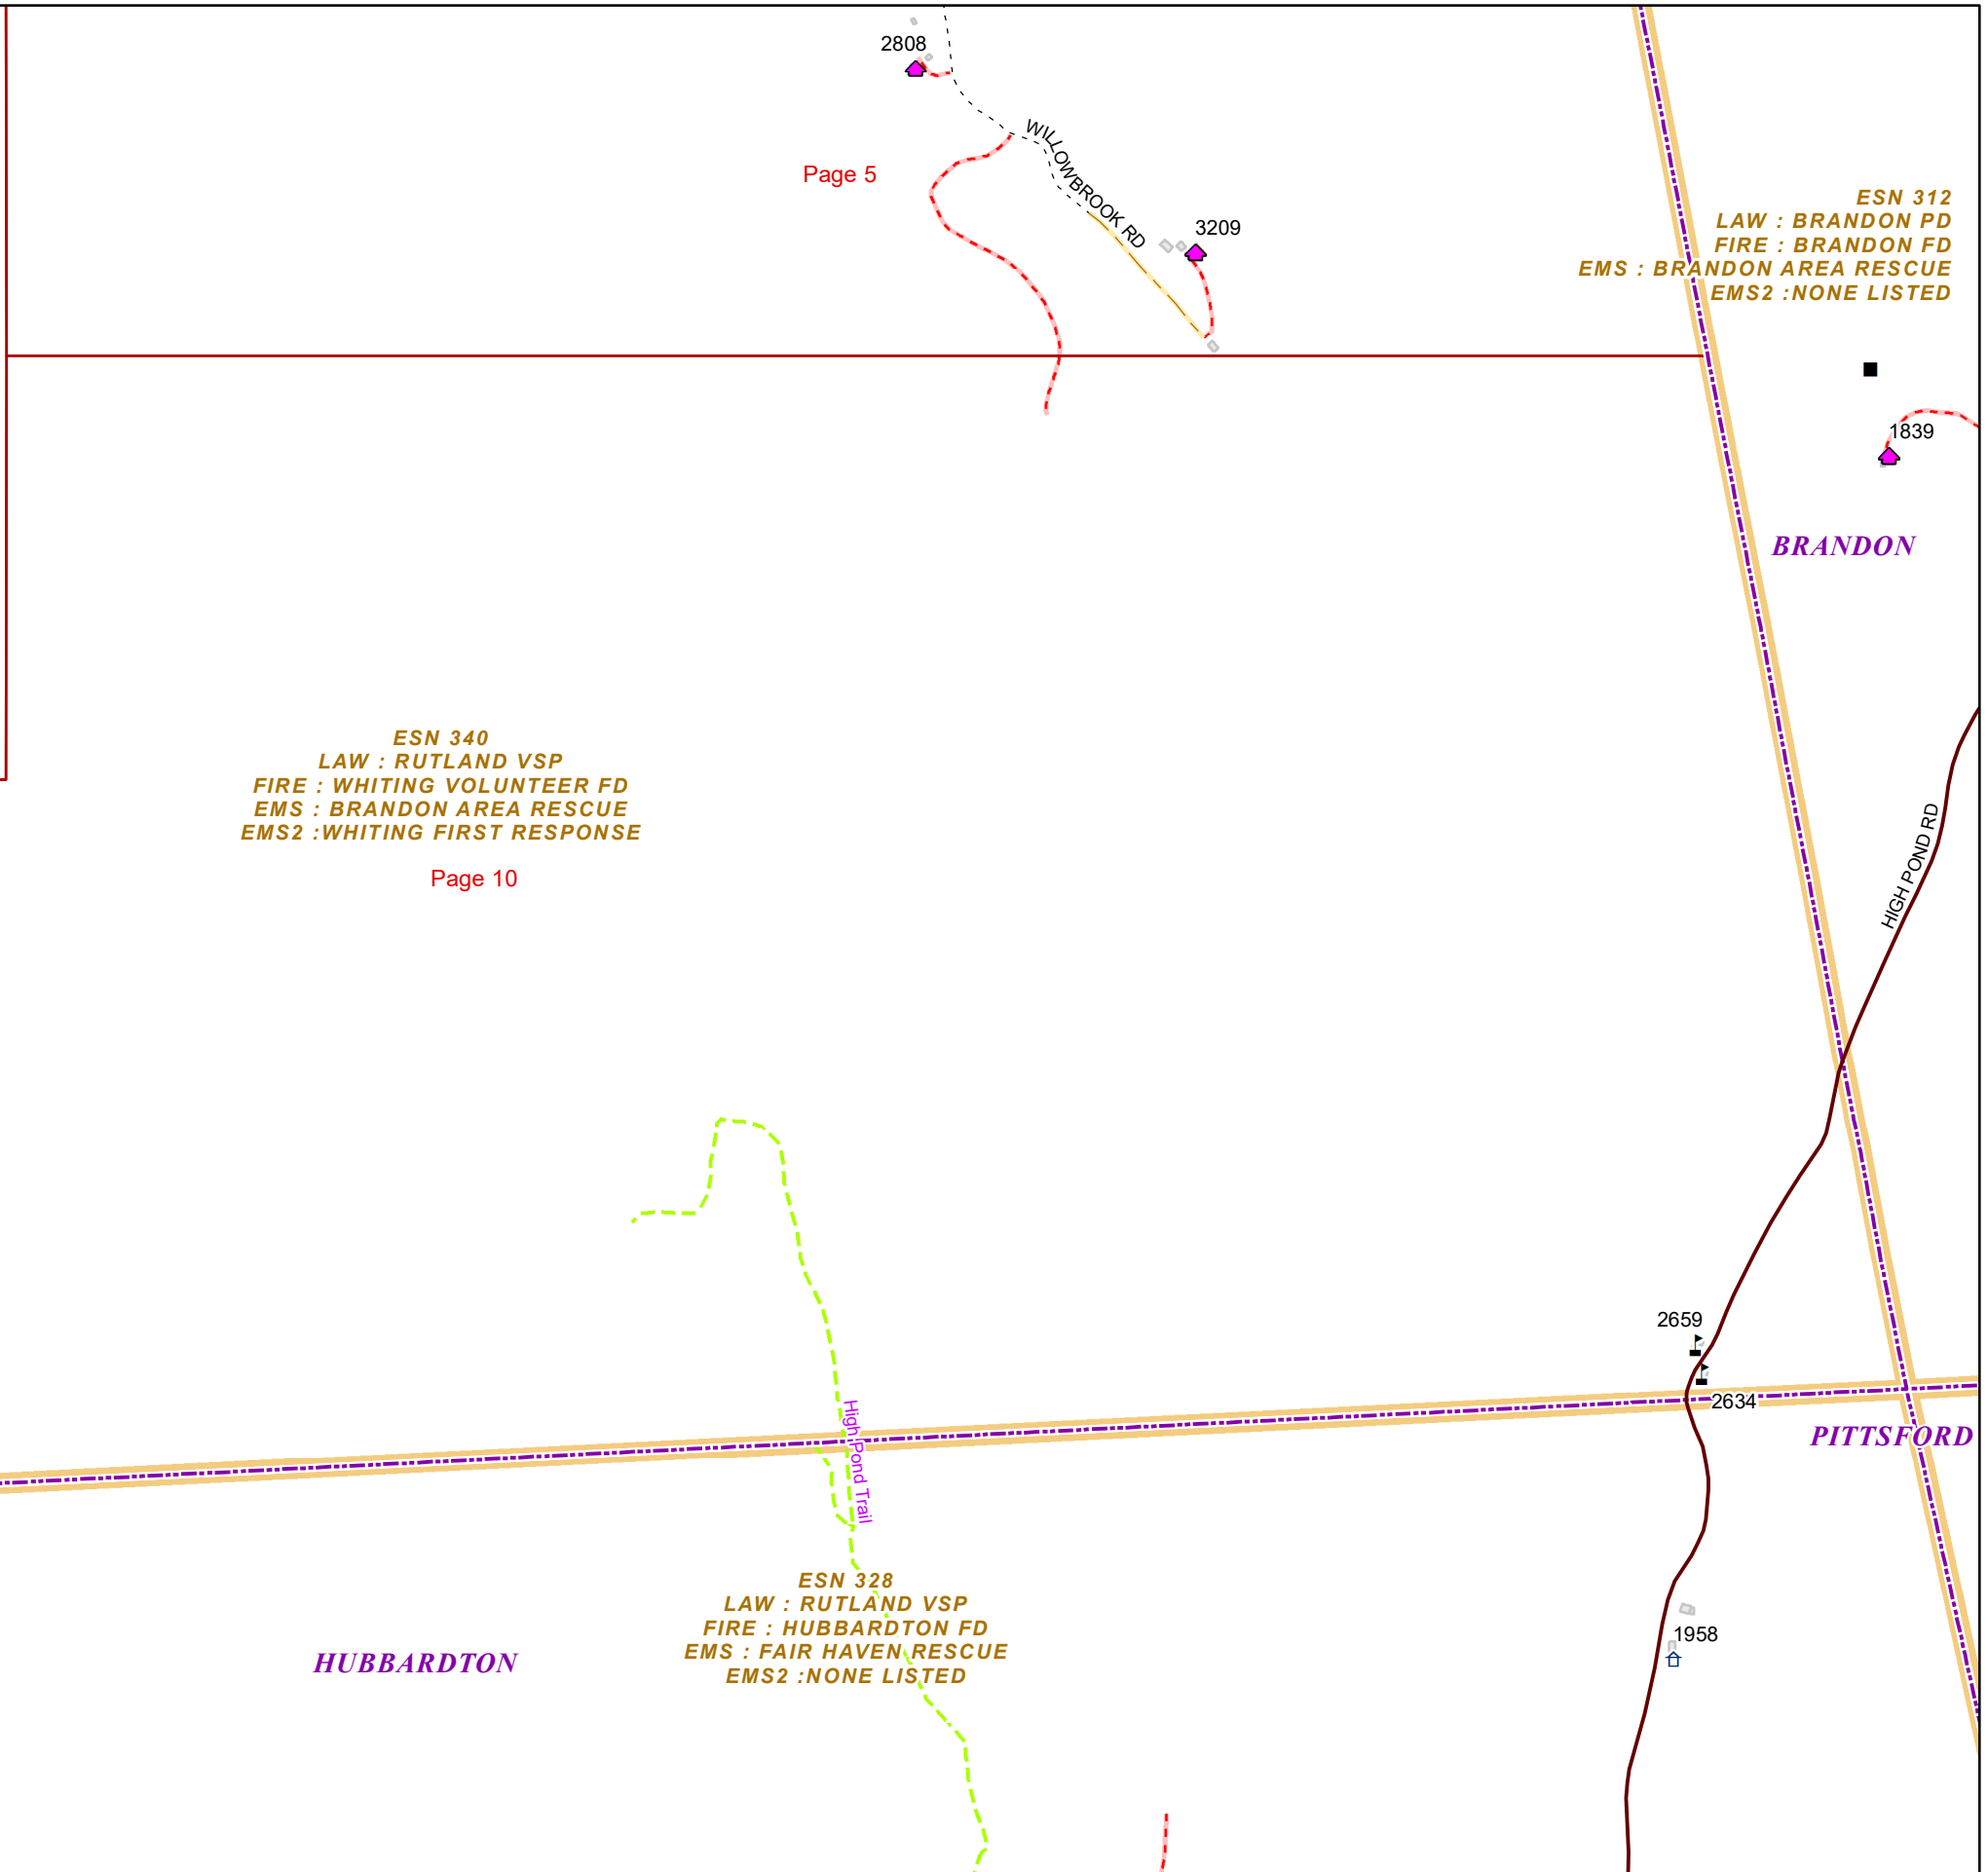 2808
WILLOWBROOK RD
Page 5
3209
ESN 312
LAW : BRANDON PD
FIRE : BRANDON FD
EMS : BRANDON AREA RESCUE
EMS2 :NONE LISTED
1839
BRANDON
ESN 340
LAW : RUTLAND VSP
FIRE : WHITING VOLUNTEER FD
EMS : BRANDON AREA RESCUE
EMS2 :WHITING FIRST RESPONSE
Page 10
HIGH POND RD
2659
2634
High Pond Trail
PITTSFORD
ESN 328
LAW : RUTLAND VSP
FIRE : HUBBARDTON FD
EMS : FAIR HAVEN RESCUE
EMS2 :NONE LISTED
HUBBARDTON
1958